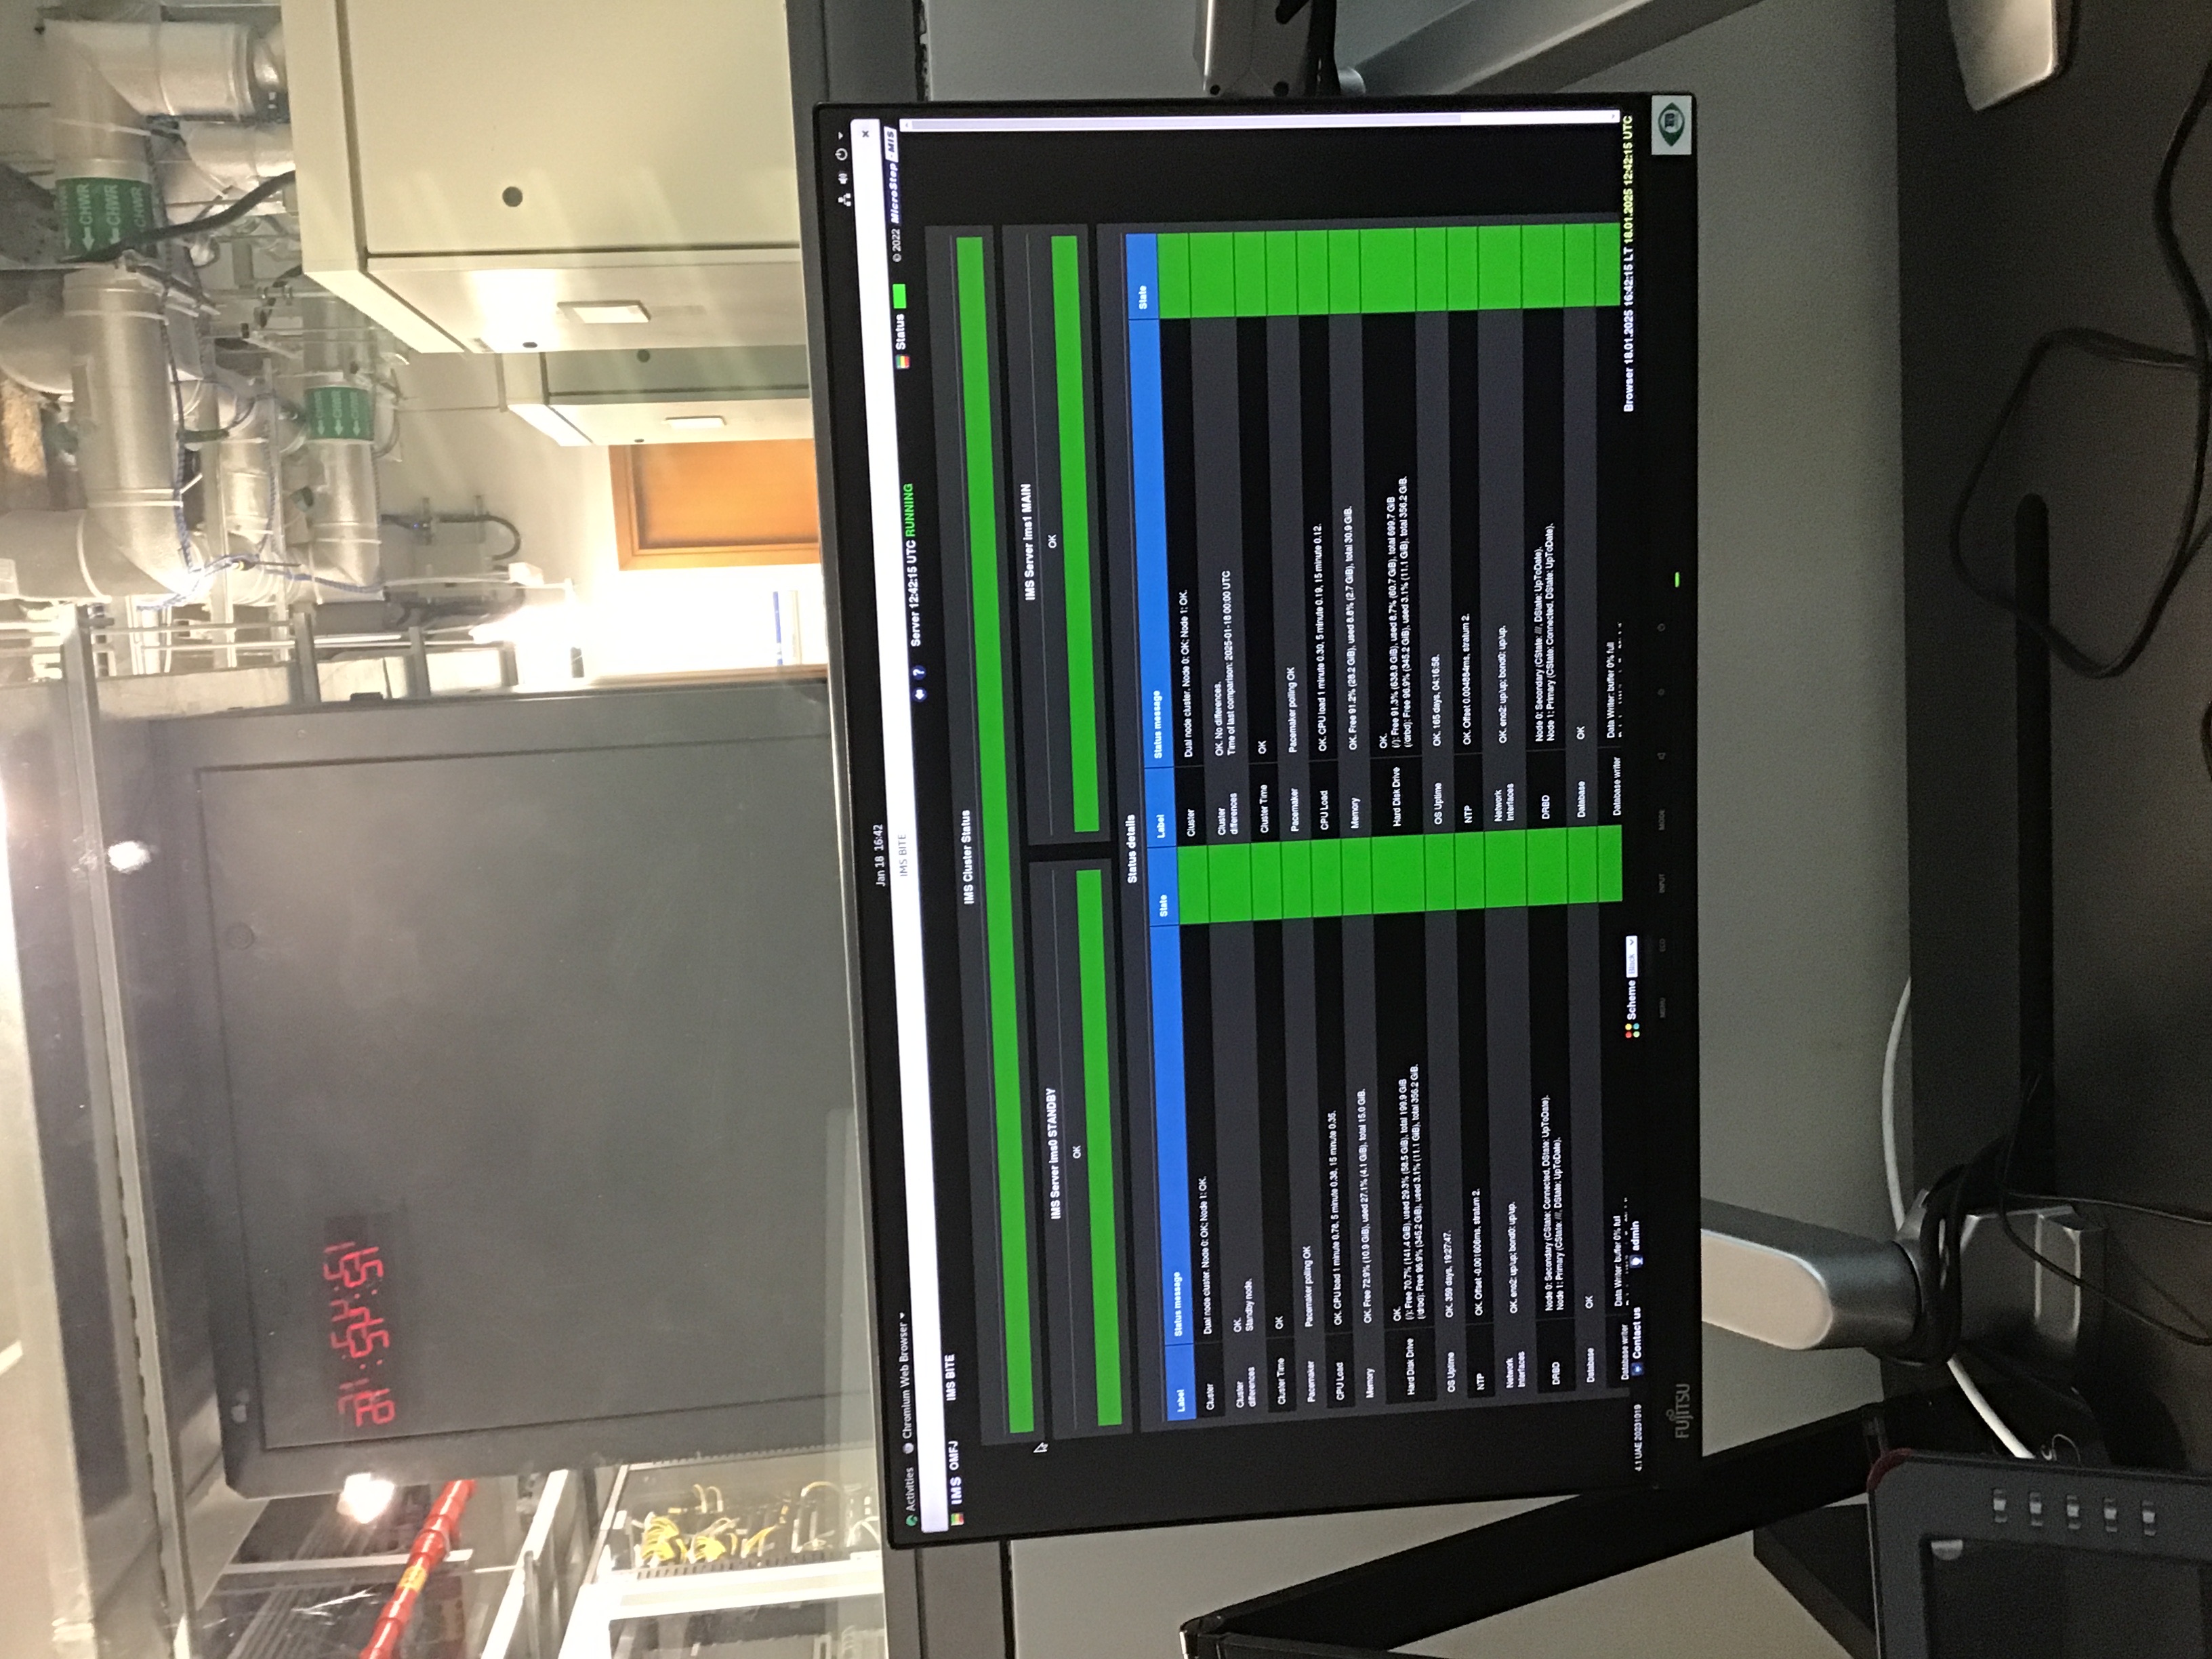 CHWR
CHWR
CHWR
CHWR
CHWR
CHWR
CHWR
Jan 18 16:42
Activities Chromium Web Browser
IMS BITE
IMS OMFJ IMS BITE ? Server 12:42:15 UTC RUNNING Status © 2022 MicroStep-MIS
IMS Cluster Status
IMS Server ims0 STANDBY
OK
IMS Server ims1 MAIN
OK
Status details
Label Status message State
Cluster Dual node cluster. Node 0: OK; Node 1: OK.
Cluster differences OK.
Standby node.
Cluster Time OK
Pacemaker Pacemaker polling OK
CPU Load OK. CPU load 1 minute 0.78, 5 minute 0.38, 15 minute 0.35.
Memory OK. Free 72.9% (10.9 GiB), used 27.1% (4.1 GiB), total 15.0 GiB.
Hard Disk Drive OK.
(/): Free 70.7% (141.4 GiB), used 29.3% (58.5 GiB), total 199.9 GiB
(/drbd): Free 96.9% (345.2 GiB), used 3.1% (11.1 GiB), total 356.2 GiB.
OS Uptime OK. 359 days, 19:27:47.
NTP OK. Offset -0.001606ms, stratum 2.
Network Interfaces OK. eno2: up/up; bond0: up/up.
DRBD Node 0: Secondary (CState: Connected, DState: UpToDate).
Node 1: Primary (CState: ///, DState: UpToDate).
Database OK
Database writer Data Writer: buffer 0% full
Label Status message State
Cluster Dual node cluster. Node 0: OK; Node 1: OK.
Cluster differences OK. No differences.
Time of last comparison: 2025-01-18 00:00 UTC
Cluster Time OK
Pacemaker Pacemaker polling OK
CPU Load OK. CPU load 1 minute 0.30, 5 minute 0.19, 15 minute 0.12.
Memory OK. Free 91.2% (28.2 GiB), used 8.8% (2.7 GiB), total 30.9 GiB.
Hard Disk Drive OK.
(/): Free 91.3% (638.9 GiB), used 8.7% (60.7 GiB), total 699.7 GiB
(/drbd): Free 96.9% (345.2 GiB), used 3.1% (11.1 GiB), total 356.2 GiB.
OS Uptime OK. 165 days, 04:16:58.
NTP OK. Offset 0.004884ms, stratum 2.
Network Interfaces OK. eno2: up/up; bond0: up/up.
DRBD Node 0: Secondary (CState: ///, DState: UpToDate).
Node 1: Primary (CState: Connected, DState: UpToDate).
Database OK
Database writer Data Writer: buffer 0% full
4.1 UAE 20231019 Contact us admin Scheme Black Browser 18.01.2025 16:42:15 LT 18.01.2025 12:42:15 UTC
FUJITSU MENU ECO INPUT MODE
TCO